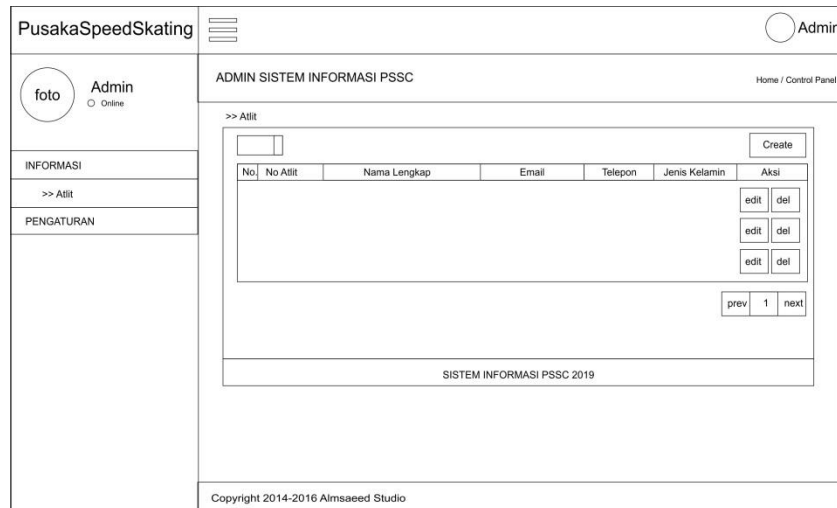 PusakaSpeedSkating
Admin
foto
Admin
Online
ADMIN SISTEM INFORMASI PSSC
Home / Control Panel
INFORMASI
>> Atlit
PENGATURAN
>> Atlit
Create
No. No Atlit Nama Lengkap Email Telepon Jenis Kelamin Aksi
edit del
edit del
edit del
prev 1 next
SISTEM INFORMASI PSSC 2019
Copyright 2014-2016 Almsaeed Studio